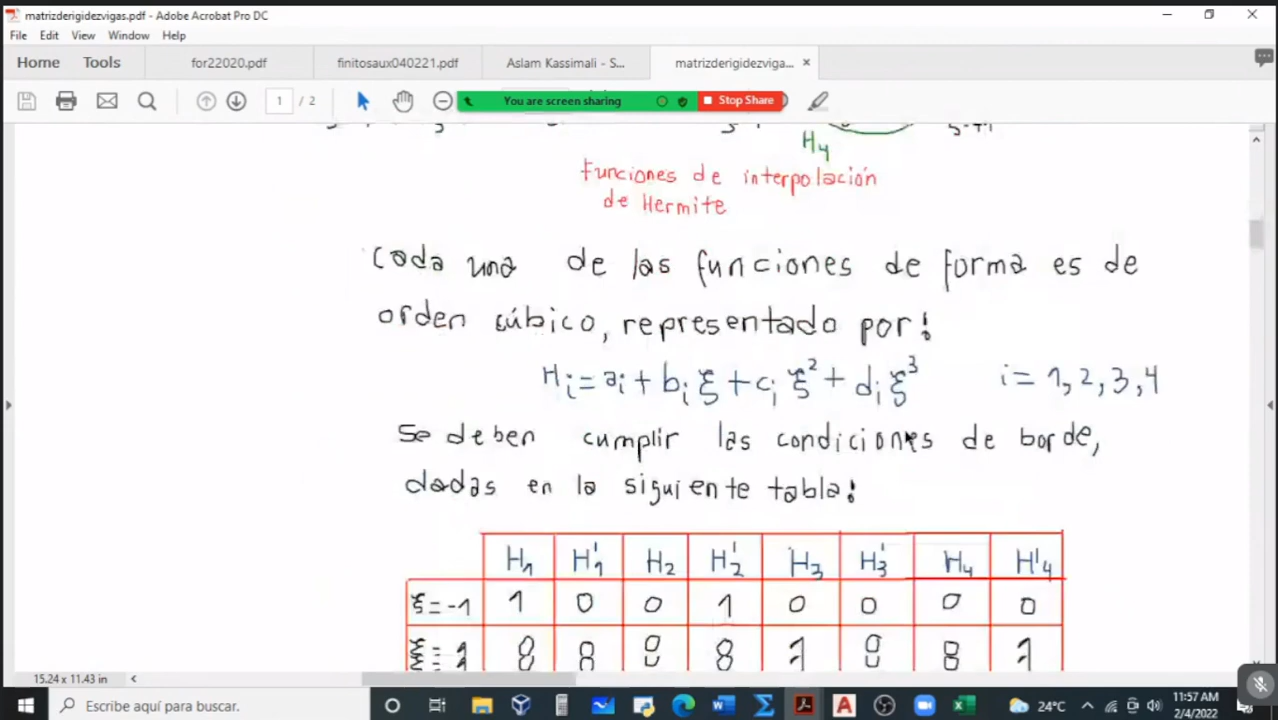 matrizderigidezvigas.pdf - Adobe Acrobat Pro DC
File Edit View Window Help
Home Tools for22020.pdf finitosaux040221.pdf Aslam Kassimali - S... matrizderigidezviga... ×
1 / 2 You are screen sharing Stop Share
H₄
Funciones de interpolación
de Hermite
Cada una de las funciones de forma es de
orden cúbico, representado por:
Hᵢ = aᵢ + bᵢ ξ + cᵢ ξ² + dᵢ ξ³ i = 1, 2, 3, 4
Se deben cumplir las condiciones de borde,
dadas en la siguiente tabla:
H₁ H₁' H₂ H₂' H₃ H₃' H₄ H'₄
ξ = -1 1 0 0 1 0 0 0 0
15.24 x 11.43 in
Escribe aquí para buscar. 24°C 11:57 AM
2/4/2022